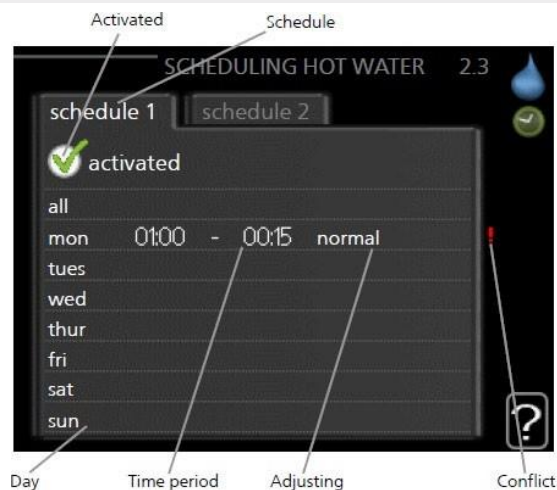 Activated Schedule
SCHEDULING HOT WATER 2.3
schedule 1 schedule 2
activated
all
mon 01:00 - 00:15 normal !
tues
wed
thur
fri
sat
sun ?
Day Time period Adjusting Conflict